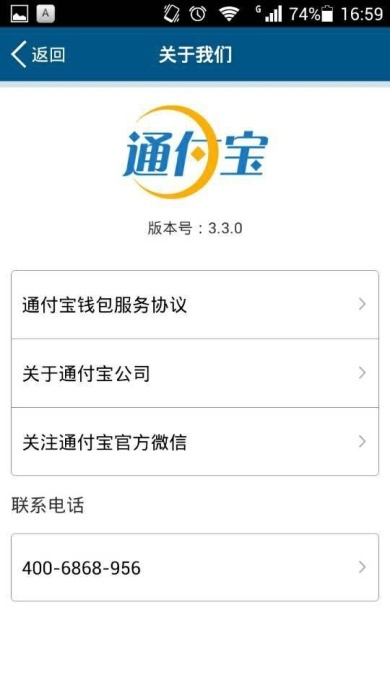 A
G 74% 16:59
返回 关于我们
通付宝
版本号：3.3.0
通付宝钱包服务协议
关于通付宝公司
关注通付宝官方微信
联系电话
400-6868-956